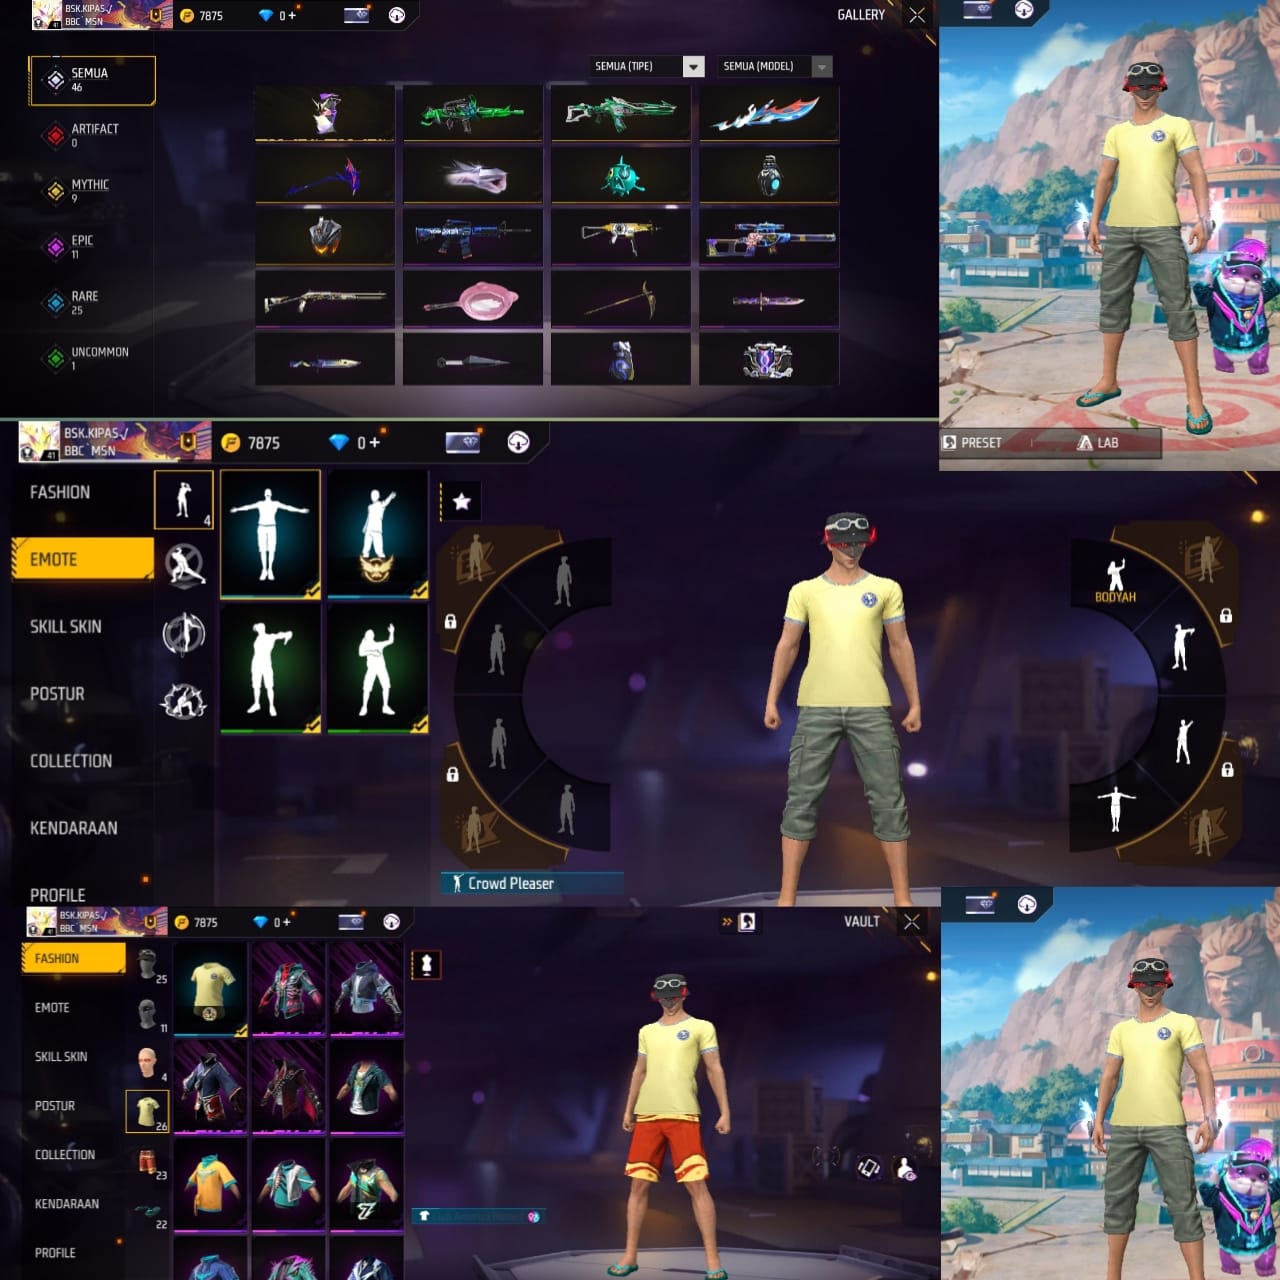 BSK.KIPAS√
BBC`MSN
41
7875
0 +
GALLERY
SEMUA
46
ARTIFACT
0
MYTHIC
9
EPIC
11
RARE
25
UNCOMMON
1
SEMUA (TIPE)
SEMUA (MODEL)
PRESET
LAB
BSK.KIPAS√
BBC`MSN
41
7875
0 +
FASHION
EMOTE
SKILL SKIN
POSTUR
COLLECTION
KENDARAAN
PROFILE
4
BOOYAH
Crowd Pleaser
BSK.KIPAS√
BBC`MSN
41
7875
0 +
VAULT
FASHION
EMOTE
SKILL SKIN
POSTUR
COLLECTION
KENDARAAN
PROFILE
25
11
4
26
23
22